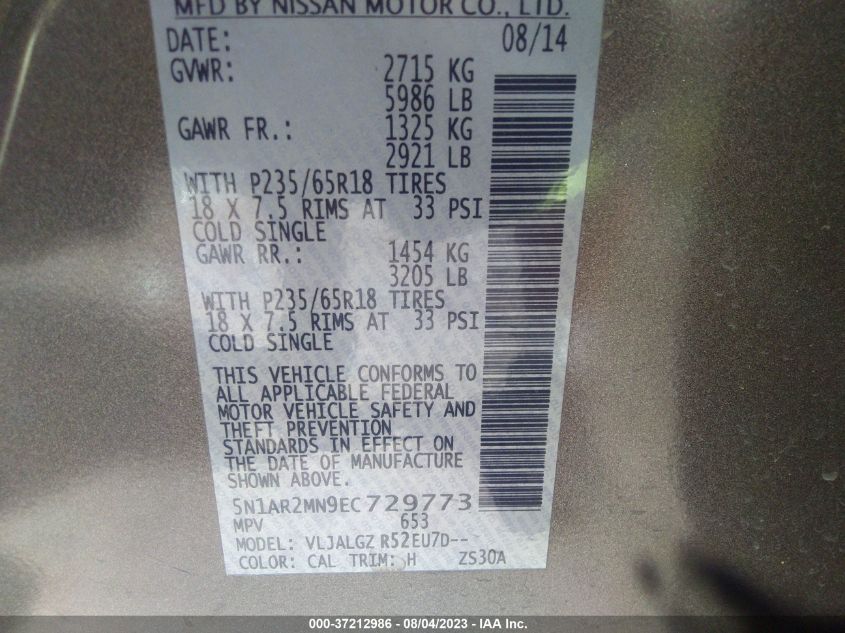 MFD BY NISSAN MOTOR CO., LTD.
DATE: 08/14
GVWR: 2715 KG
5986 LB
GAWR FR.: 1325 KG
2921 LB
WITH P235/65R18 TIRES
18 X 7.5 RIMS AT 33 PSI
COLD SINGLE
GAWR RR.: 1454 KG
3205 LB
WITH P235/65R18 TIRES
18 X 7.5 RIMS AT 33 PSI
COLD SINGLE
THIS VEHICLE CONFORMS TO
ALL APPLICABLE FEDERAL
MOTOR VEHICLE SAFETY AND
THEFT PREVENTION
STANDARDS IN EFFECT ON
THE DATE OF MANUFACTURE
SHOWN ABOVE.
5N1AR2MN9EC729773
MPV 653
MODEL: VLJALGZ R52EU7D--
COLOR: CAL TRIM: H ZS30A
000-37212986 - 08/04/2023 - IAA Inc.